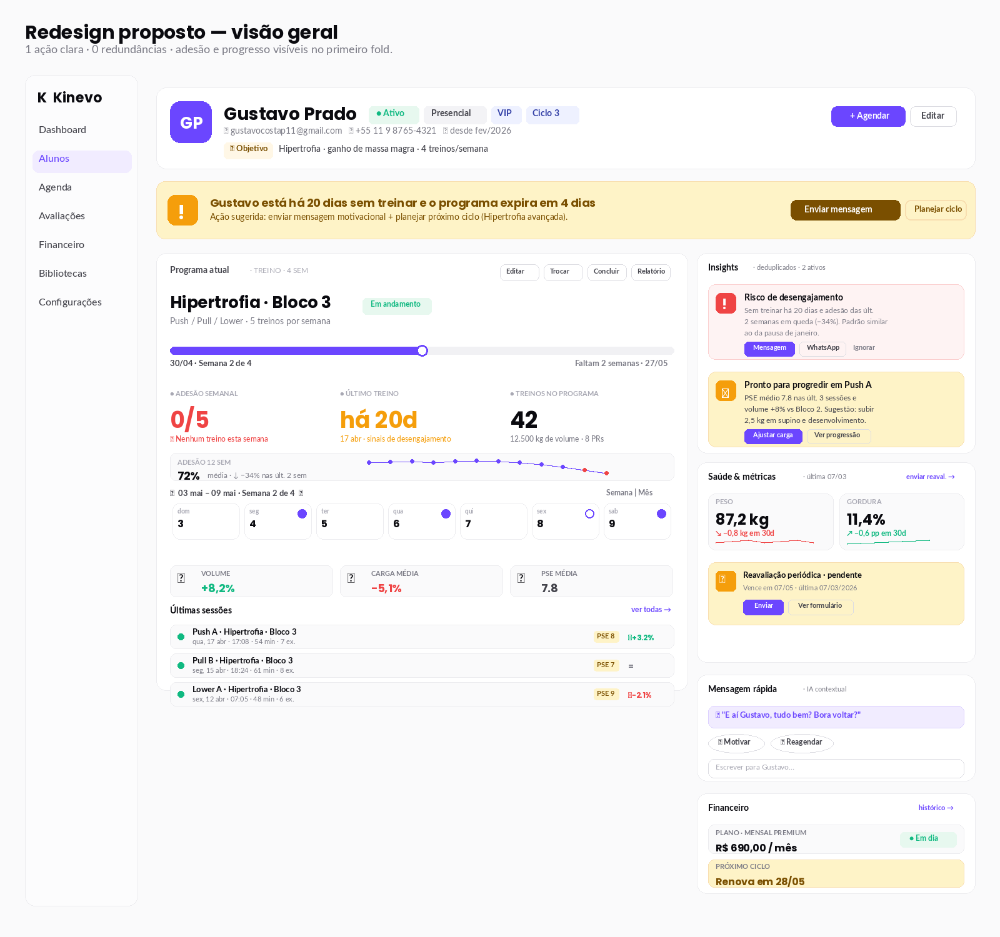 Redesign proposto — visão geral
1 ação clara · 0 redundâncias · adesão e progresso visíveis no primeiro fold.
K Kinevo
Dashboard
Alunos
Agenda
Avaliações
Financeiro
Bibliotecas
Configurações
GP
Gustavo Prado
● Ativo
Presencial
VIP
Ciclo 3
gustavocostap11@gmail.com +55 11 9 8765-4321 desde fev/2026
Objetivo
Hipertrofia · ganho de massa magra · 4 treinos/semana
+ Agendar
Editar
!
Gustavo está há 20 dias sem treinar e o programa expira em 4 dias
Ação sugerida: enviar mensagem motivacional + planejar próximo ciclo (Hipertrofia avançada).
Enviar mensagem
Planejar ciclo
Programa atual · TREINO · 4 SEM
Editar
Trocar
Concluir
Relatório
Hipertrofia · Bloco 3
Em andamento
Push / Pull / Lower · 5 treinos por semana
30/04 · Semana 2 de 4
Faltam 2 semanas · 27/05
● ADESÃO SEMANAL
0/5
Nenhum treino esta semana
● ÚLTIMO TREINO
há 20d
17 abr · sinais de desengajamento
● TREINOS NO PROGRAMA
42
12.500 kg de volume · 8 PRs
ADESÃO 12 SEM
72% média · ↓ −34% nas últ. 2 sem
03 mai – 09 mai · Semana 2 de 4
Semana | Mês
dom
3
seg
4
ter
5
qua
6
qui
7
sex
8
sab
9
VOLUME
+8,2%
CARGA MÉDIA
-5,1%
PSE MÉDIA
7.8
Últimas sessões
ver todas →
Push A · Hipertrofia · Bloco 3
qua, 17 abr · 17:08 · 54 min · 7 ex.
PSE 8
+3.2%
Pull B · Hipertrofia · Bloco 3
seg, 15 abr · 18:24 · 61 min · 8 ex.
PSE 7
=
Lower A · Hipertrofia · Bloco 3
sex, 12 abr · 07:05 · 48 min · 6 ex.
PSE 9
−2.1%
Insights · deduplicados · 2 ativos
!
Risco de desengajamento
Sem treinar há 20 dias e adesão das últ.
2 semanas em queda (−34%). Padrão similar
ao da pausa de janeiro.
Mensagem
WhatsApp
Ignorar
Pronto para progredir em Push A
PSE médio 7.8 nas últ. 3 sessões e
volume +8% vs Bloco 2. Sugestão: subir
2,5 kg em supino e desenvolvimento.
Ajustar carga
Ver progressão
Saúde & métricas · última 07/03
enviar reaval. →
PESO
87,2 kg
↘ −0,8 kg em 30d
GORDURA
11,4%
↗ −0,6 pp em 30d
Reavaliação periódica · pendente
Vence em 07/05 · última 07/03/2026
Enviar
Ver formulário
Mensagem rápida · IA contextual
"E aí Gustavo, tudo bem? Bora voltar?"
Motivar
Reagendar
Escrever para Gustavo...
Financeiro
histórico →
PLANO · MENSAL PREMIUM
R$ 690,00 / mês
● Em dia
PRÓXIMO CICLO
Renova em 28/05